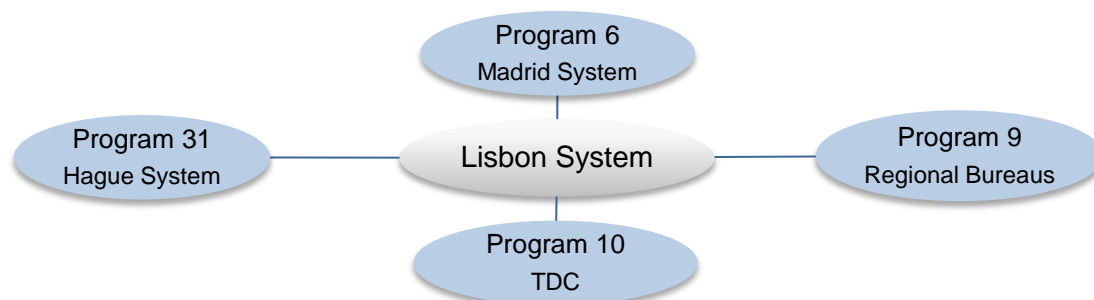 Program 6
Madrid System
Program 31
Hague System
Lisbon System
Program 9
Regional Bureaus
Program 10
TDC